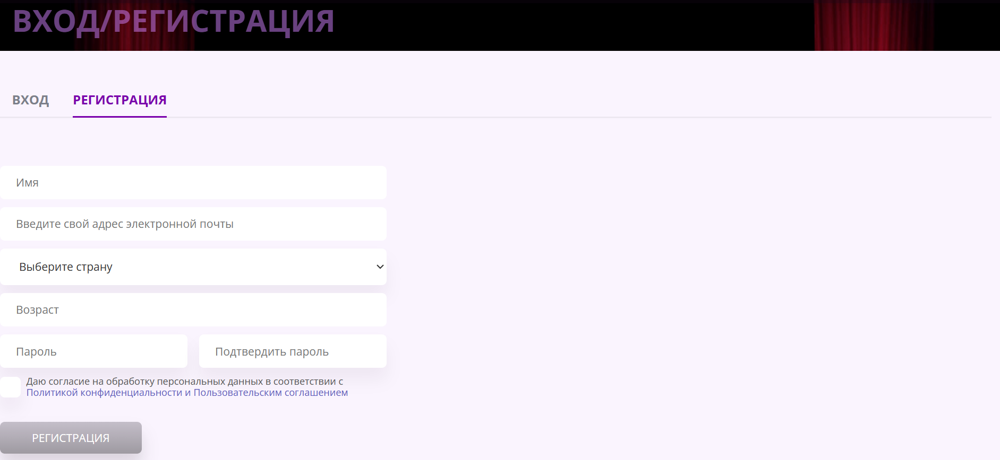 ВХОД/РЕГИСТРАЦИЯ
ВХОД РЕГИСТРАЦИЯ
Имя
Введите свой адрес электронной почты
Выберите страну
Возраст
Пароль Подтвердить пароль
Даю согласие на обработку персональных данных в соответствии с
Политикой конфиденциальности и Пользовательским соглашением
РЕГИСТРАЦИЯ